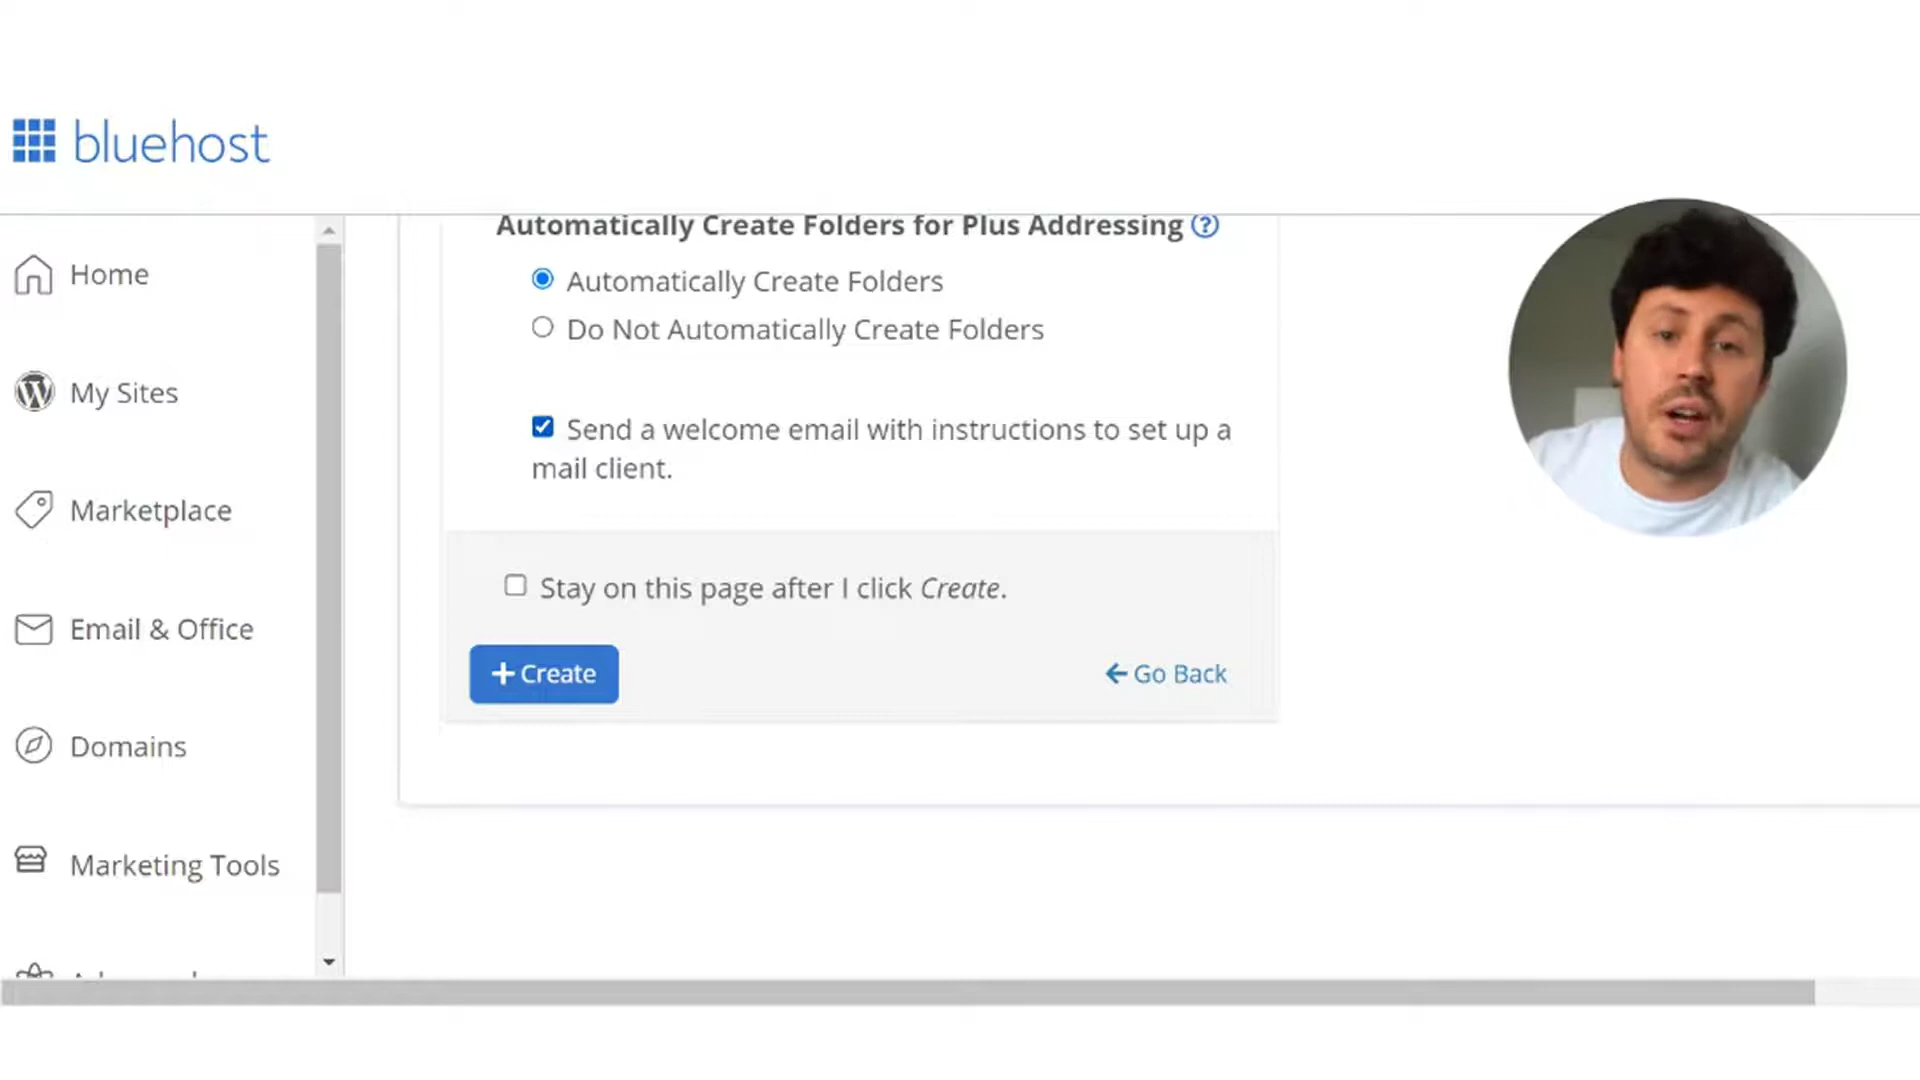 bluehost
Automatically Create Folders for Plus Addressing ?
Home
Automatically Create Folders
Do Not Automatically Create Folders
My Sites
Send a welcome email with instructions to set up a
mail client.
Marketplace
Stay on this page after I click Create.
Email & Office
+ Create
← Go Back
Domains
Marketing Tools